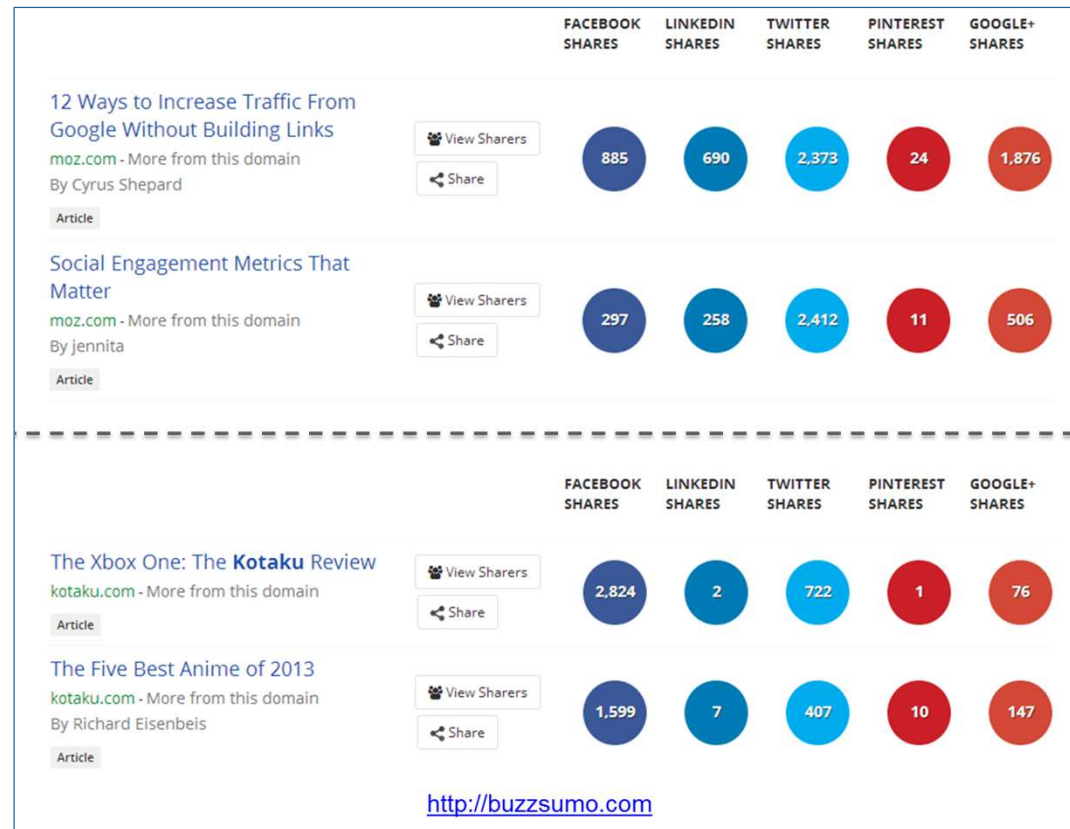 FACEBOOK SHARES LINKEDIN SHARES TWITTER SHARES PINTEREST SHARES GOOGLE+ SHARES
12 Ways to Increase Traffic From
Google Without Building Links
moz.com - More from this domain
By Cyrus Shepard
Article
View Sharers
Share
885 690 2,373 24 1,876
Social Engagement Metrics That
Matter
moz.com - More from this domain
By jennita
Article
View Sharers
Share
297 258 2,412 11 506
FACEBOOK SHARES LINKEDIN SHARES TWITTER SHARES PINTEREST SHARES GOOGLE+ SHARES
The Xbox One: The Kotaku Review
kotaku.com - More from this domain
Article
View Sharers
Share
2,824 2 722 1 76
The Five Best Anime of 2013
kotaku.com - More from this domain
By Richard Eisenbeis
Article
View Sharers
Share
1,599 7 407 10 147
http://buzzsumo.com